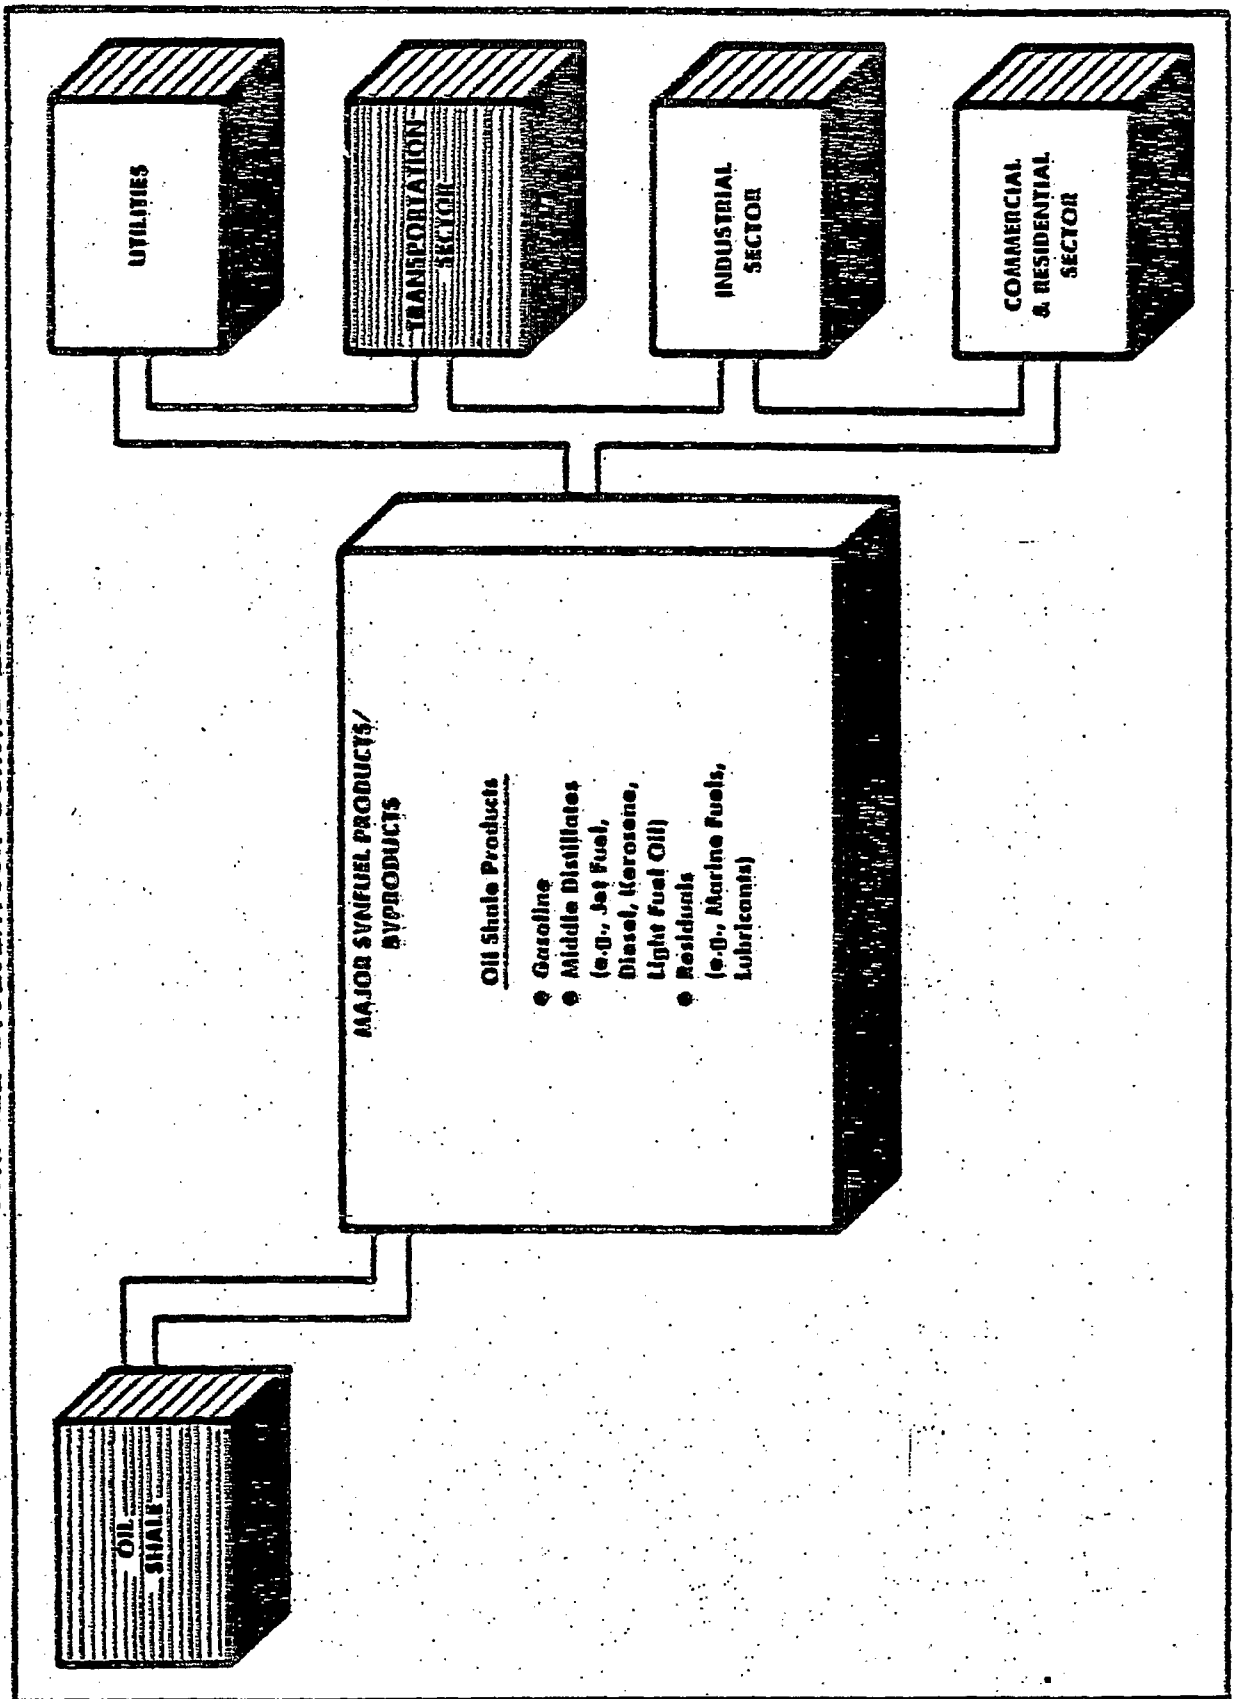 OIL
SHALE
MAJOR SYNFUEL PRODUCTS/
BYPRODUCTS
Oil Shale Products
● Gasoline
● Middle Distillates
(e.g., Jet Fuel,
Diesel, Kerosene,
Light Fuel Oil)
● Residuals
(e.g., Marine Fuels,
Lubricants)
UTILITIES
TRANSPORTATION
SECTOR
INDUSTRIAL
SECTOR
COMMERCIAL
& RESIDENTIAL
SECTOR